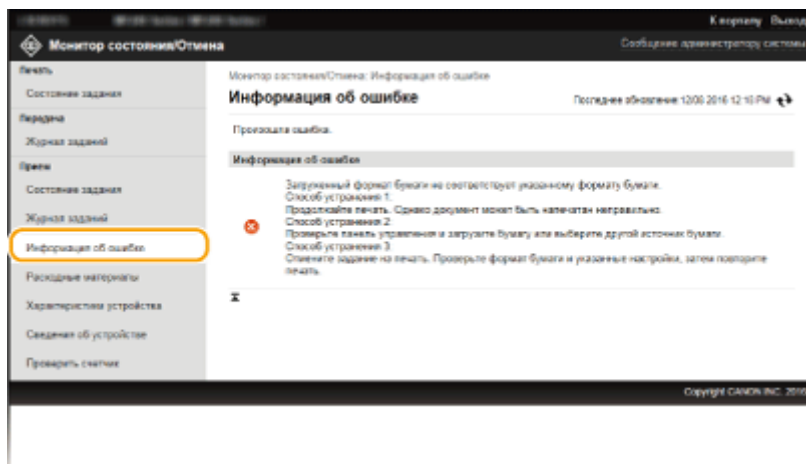 К порталу Выход
Монитор состояния/Отмена
Сообщение администратору системы
Печать
Состояние задания
Передача
Журнал заданий
Прием
Состояние задания
Журнал заданий
Информация об ошибке
Расходные материалы
Характеристики устройства
Сведения об устройстве
Проверить счетчик
Монитор состояния/Отмена: Информация об ошибке
Информация об ошибке
Последнее обновление 12/08 2016 12:16 PM
Произошла ошибка.
Информация об ошибке
Загруженный формат бумаги не соответствует указанному формату бумаги.
Способ устранения 1:
Продолжайте печать. Однако документ может быть напечатан неправильно.
Способ устранения 2:
Проверьте панель управления и загрузите бумагу или выберите другой источник бумаги.
Способ устранения 3:
Отмените задание на печать. Проверьте формат бумаги и указанные настройки, затем повторите
печать.
Copyright CANON INC. 2016